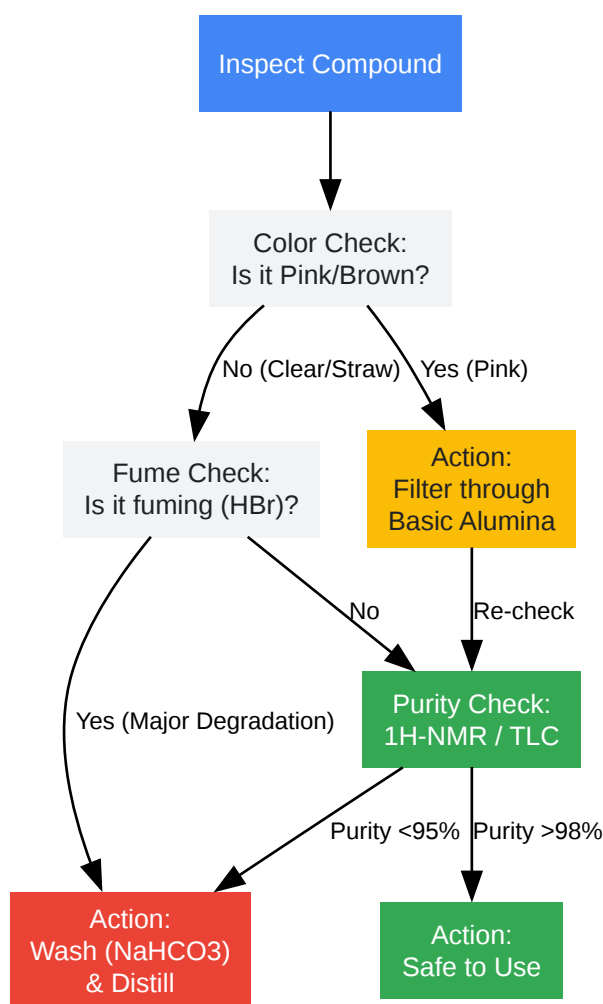 Inspect Compound
Color Check:
Is it Pink/Brown?
No (Clear/Straw)
Yes (Pink)
Fume Check:
Is it fuming (HBr)?
Action:
Filter through
Basic Alumina
No
Re-check
Purity Check:
1H-NMR / TLC
Yes (Major Degradation)
Purity <95%
Purity >98%
Action:
Wash (NaHCO3)
& Distill
Action:
Safe to Use